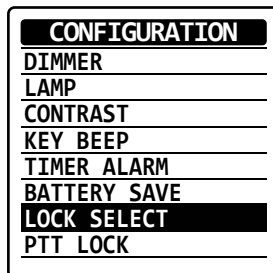 CONFIGURATION
DIMMER
LAMP
CONTRAST
KEY BEEP
TIMER ALARM
BATTERY SAVE
LOCK SELECT
PTT LOCK